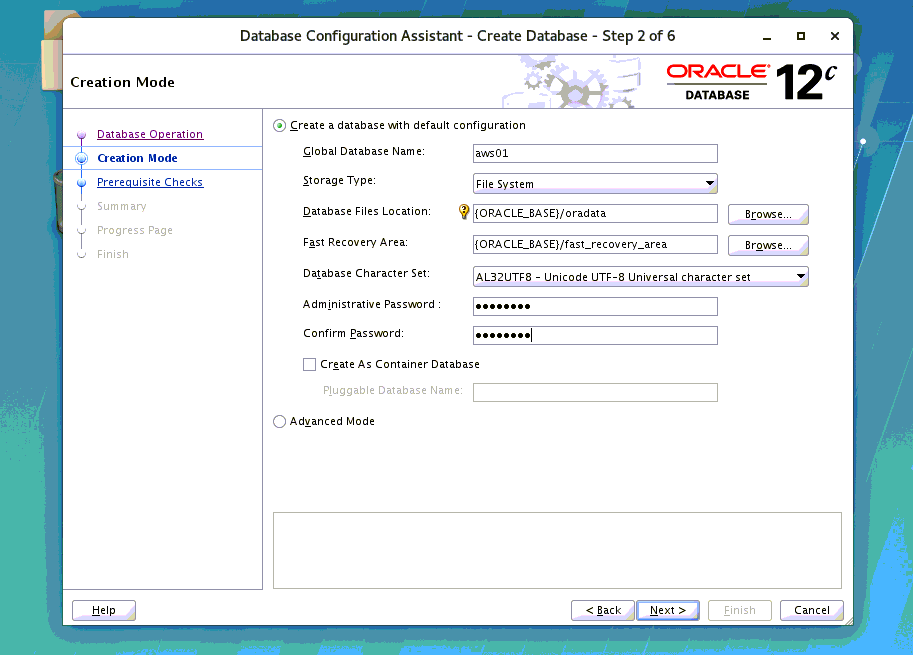 Database Configuration Assistant - Create Database - Step 2 of 6
Creation Mode
ORACLE
DATABASE
12c
Database Operation
Creation Mode
Prerequisite Checks
Summary
Progress Page
Finish
Create a database with default configuration
Global Database Name: aws01
Storage Type: File System
Database Files Location: {ORACLE_BASE}/oradata Browse...
Fast Recovery Area: {ORACLE_BASE}/fast_recovery_area Browse...
Database Character Set: AL32UTF8 - Unicode UTF-8 Universal character set
Administrative Password : ●●●●●●●●
Confirm Password: ●●●●●●●●
Create As Container Database
Pluggable Database Name:
Advanced Mode
Help < Back Next > Finish Cancel